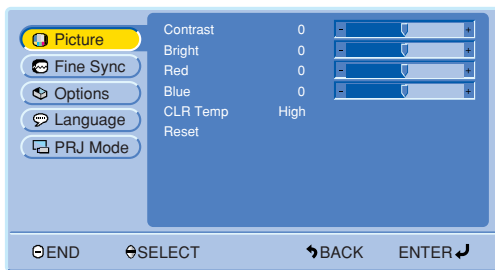 Picture
Fine Sync
Options
Language
PRJ Mode
Contrast 0 - +
Bright 0 - +
Red 0 - +
Blue 0 - +
CLR Temp High
Reset
END SELECT BACK ENTER